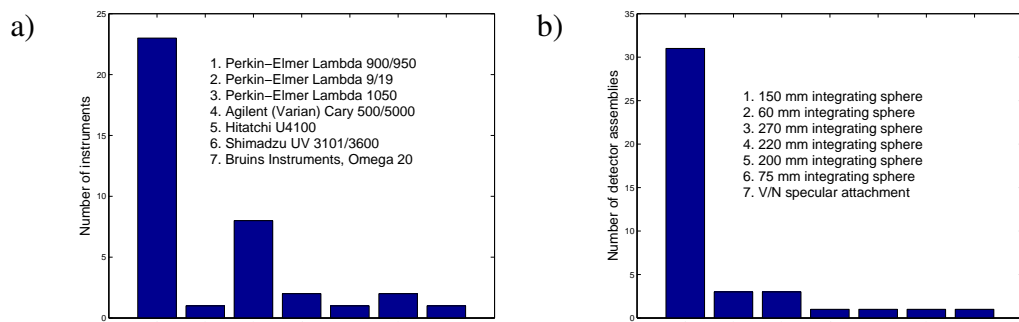 a)
25
20
15
10
5
0
Number of instruments
1. Perkin−Elmer Lambda 900/950
2. Perkin−Elmer Lambda 9/19
3. Perkin−Elmer Lambda 1050
4. Agilent (Varian) Cary 500/5000
5. Hitatchi U4100
6. Shimadzu UV 3101/3600
7. Bruins Instruments, Omega 20
b)
35
30
25
20
15
10
5
0
Number of detector assemblies
1. 150 mm integrating sphere
2. 60 mm integrating sphere
3. 270 mm integrating sphere
4. 220 mm integrating sphere
5. 200 mm integrating sphere
6. 75 mm integrating sphere
7. V/N specular attachment